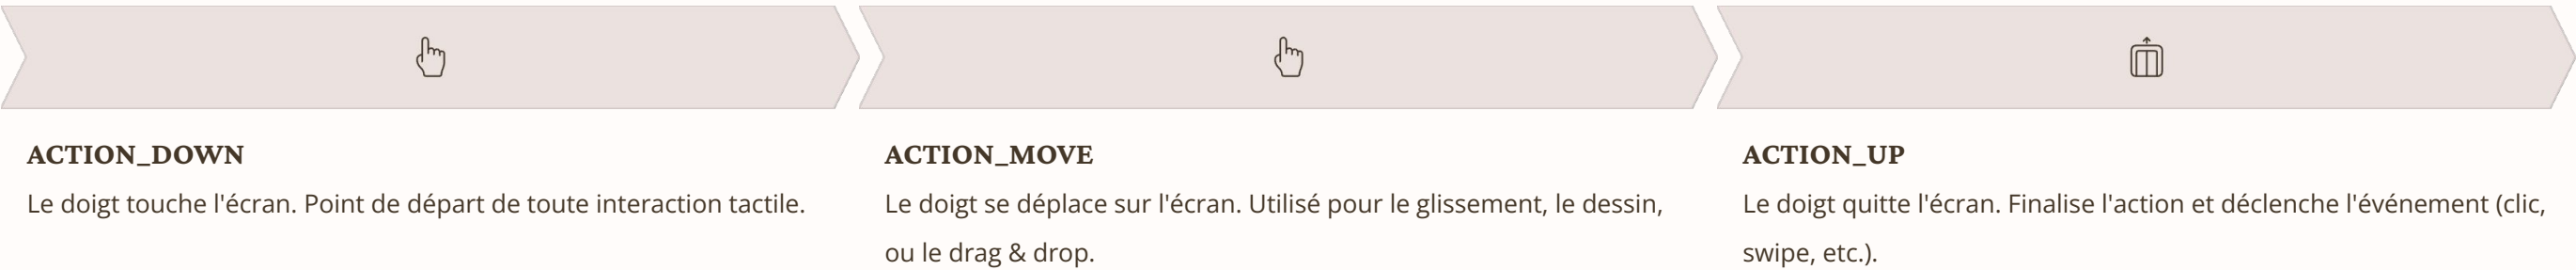 ACTION_DOWN
Le doigt touche l'écran. Point de départ de toute interaction tactile.
ACTION_MOVE
Le doigt se déplace sur l'écran. Utilisé pour le glissement, le dessin,
ou le drag & drop.
ACTION_UP
Le doigt quitte l'écran. Finalise l'action et déclenche l'événement (clic,
swipe, etc.).